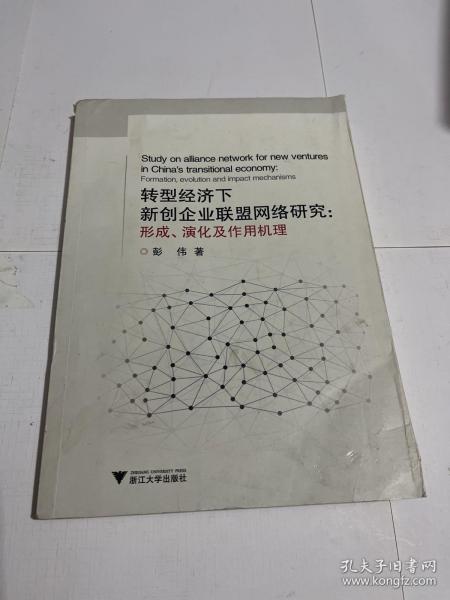 Study on alliance network for new ventures
in China's transitional economy:
Formation, evolution and impact mechanisms
转型经济下
新创企业联盟网络研究：
形成、演化及作用机理
彭 伟 著
ZHEJIANG UNIVERSITY PRESS
浙江大学出版社
孔夫子旧书网
www.kongfz.com